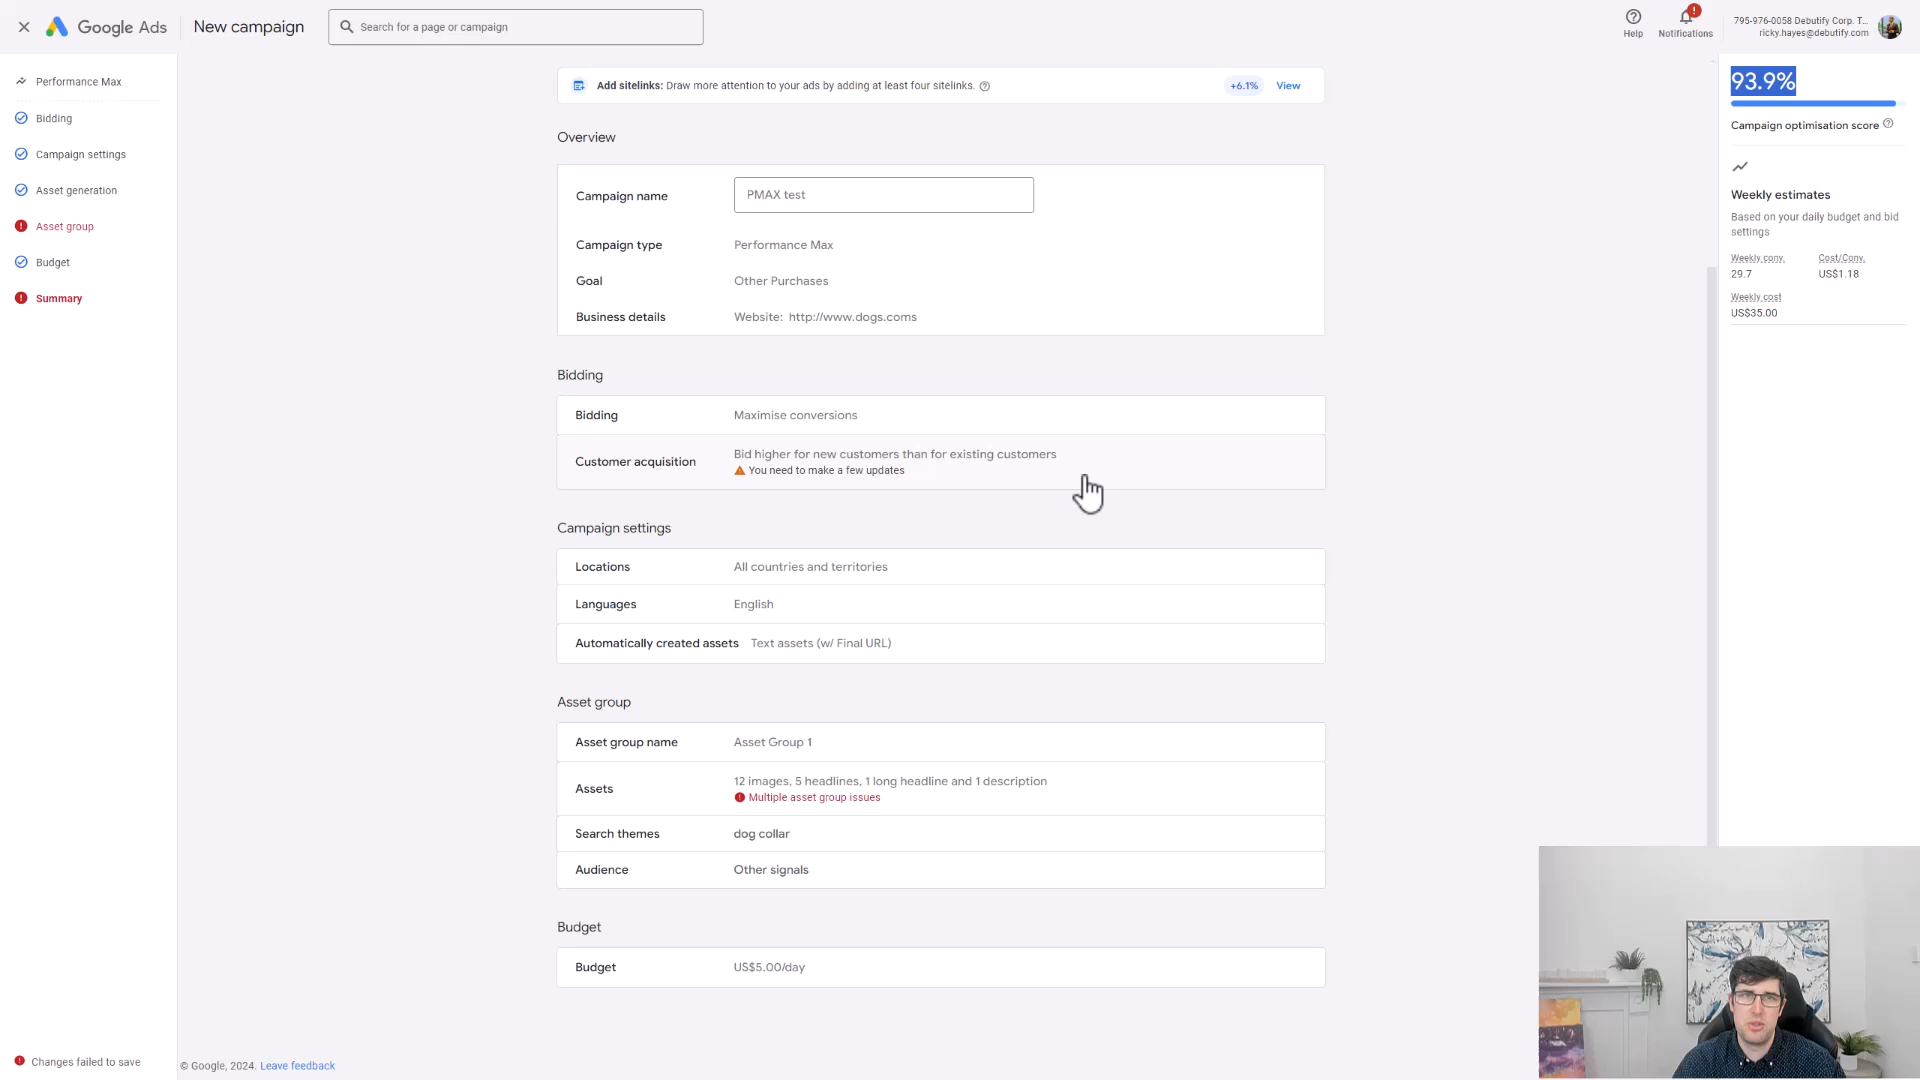 Google Ads
New campaign
Search for a page or campaign
Help
Notifications
795-976-0058 Debutify Corp. T...
ricky.hayes@debutify.com
Performance Max
Bidding
Campaign settings
Asset generation
Asset group
Budget
Summary
Changes failed to save
Add sitelinks: Draw more attention to your ads by adding at least four sitelinks.
+6.1%
View
Overview
Campaign name
PMAX test
Campaign type
Performance Max
Goal
Other Purchases
Business details
Website: http://www.dogs.coms
Bidding
Bidding
Maximise conversions
Customer acquisition
Bid higher for new customers than for existing customers
You need to make a few updates
Campaign settings
Locations
All countries and territories
Languages
English
Automatically created assets
Text assets (w/ Final URL)
Asset group
Asset group name
Asset Group 1
Assets
12 images, 5 headlines, 1 long headline and 1 description
Multiple asset group issues
Search themes
dog collar
Audience
Other signals
Budget
Budget
US$5.00/day
© Google, 2024. Leave feedback
93.9%
Campaign optimisation score
Weekly estimates
Based on your daily budget and bid
settings
Weekly conv.
Cost/Conv.
29.7
US$1.18
Weekly cost
US$35.00